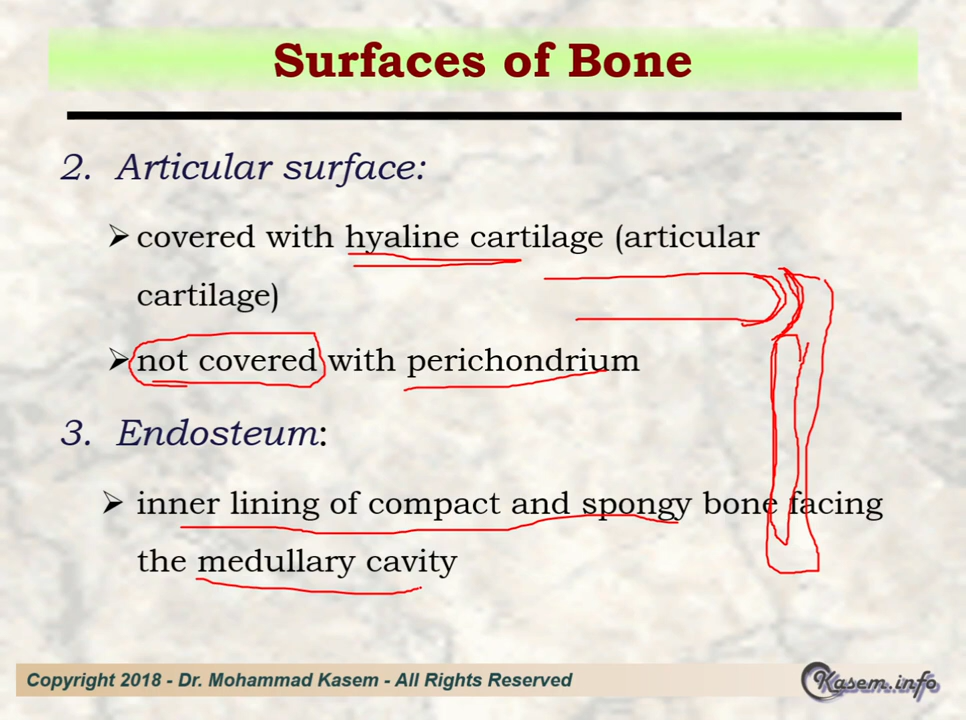 Surfaces of Bone
2. Articular surface:
➢ covered with hyaline cartilage (articular
cartilage)
➢ not covered with perichondrium
3. Endosteum:
➢ inner lining of compact and spongy bone facing
the medullary cavity
Copyright 2018 - Dr. Mohammad Kasem - All Rights Reserved
Kasem.info